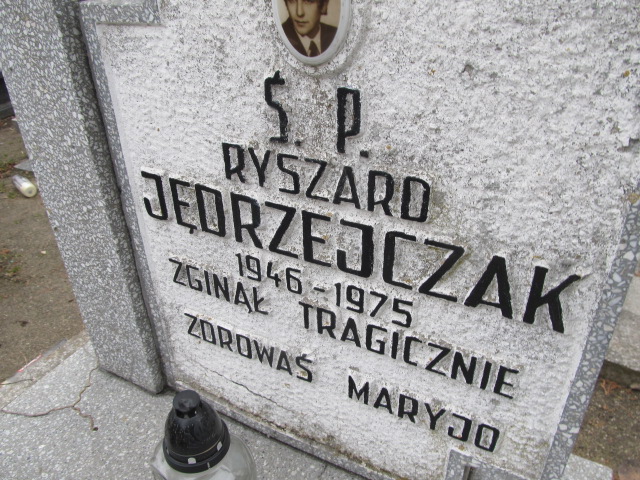 Ś. P.
RYSZARD
JĘDRZEJCZAK
1946-1975
ZGINĄŁ TRAGICZNIE
ZDROWAŚ MARYJO